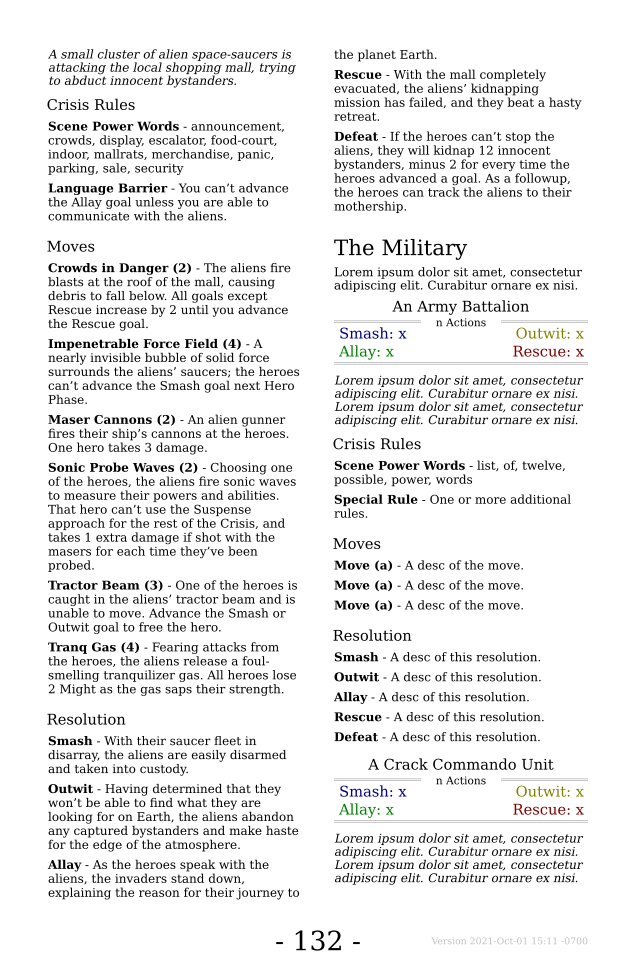 A small cluster of alien space-saucers is
attacking the local shopping mall, trying
to abduct innocent bystanders.
Crisis Rules
Scene Power Words - announcement,
crowds, display, escalator, food-court,
indoor, mallrats, merchandise, panic,
parking, sale, security
Language Barrier - You can’t advance
the Allay goal unless you are able to
communicate with the aliens.
Moves
Crowds in Danger (2) - The aliens fire
blasts at the roof of the mall, causing
debris to fall below. All goals except
Rescue increase by 2 until you advance
the Rescue goal.
Impenetrable Force Field (4) - A
nearly invisible bubble of solid force
surrounds the aliens’ saucers; the heroes
can’t advance the Smash goal next Hero
Phase.
Maser Cannons (2) - An alien gunner
fires their ship’s cannons at the heroes.
One hero takes 3 damage.
Sonic Probe Waves (2) - Choosing one
of the heroes, the aliens fire sonic waves
to measure their powers and abilities.
That hero can’t use the Suspense
approach for the rest of the Crisis, and
takes 1 extra damage if shot with the
masers for each time they’ve been
probed.
Tractor Beam (3) - One of the heroes is
caught in the aliens’ tractor beam and is
unable to move. Advance the Smash or
Outwit goal to free the hero.
Tranq Gas (4) - Fearing attacks from
the heroes, the aliens release a foul-
smelling tranquilizer gas. All heroes lose
2 Might as the gas saps their strength.
Resolution
Smash - With their saucer fleet in
disarray, the aliens are easily disarmed
and taken into custody.
Outwit - Having determined that they
won’t be able to find what they are
looking for on Earth, the aliens abandon
any captured bystanders and make haste
for the edge of the atmosphere.
Allay - As the heroes speak with the
aliens, the invaders stand down,
explaining the reason for their journey to
the planet Earth.
Rescue - With the mall completely
evacuated, the aliens’ kidnapping
mission has failed, and they beat a hasty
retreat.
Defeat - If the heroes can’t stop the
aliens, they will kidnap 12 innocent
bystanders, minus 2 for every time the
heroes advanced a goal. As a followup,
the heroes can track the aliens to their
mothership.
The Military
Lorem ipsum dolor sit amet, consectetur
adipiscing elit. Curabitur ornare ex nisi.
An Army Battalion
n Actions
Smash: x Outwit: x
Allay: x Rescue: x
Lorem ipsum dolor sit amet, consectetur
adipiscing elit. Curabitur ornare ex nisi.
Lorem ipsum dolor sit amet, consectetur
adipiscing elit. Curabitur ornare ex nisi.
Crisis Rules
Scene Power Words - list, of, twelve,
possible, power, words
Special Rule - One or more additional
rules.
Moves
Move (a) - A desc of the move.
Move (a) - A desc of the move.
Move (a) - A desc of the move.
Resolution
Smash - A desc of this resolution.
Outwit - A desc of this resolution.
Allay - A desc of this resolution.
Rescue - A desc of this resolution.
Defeat - A desc of this resolution.
A Crack Commando Unit
n Actions
Smash: x Outwit: x
Allay: x Rescue: x
Lorem ipsum dolor sit amet, consectetur
adipiscing elit. Curabitur ornare ex nisi.
Lorem ipsum dolor sit amet, consectetur
adipiscing elit. Curabitur ornare ex nisi.
- 132 -
Version 2021-Oct-01 15:11 -0700